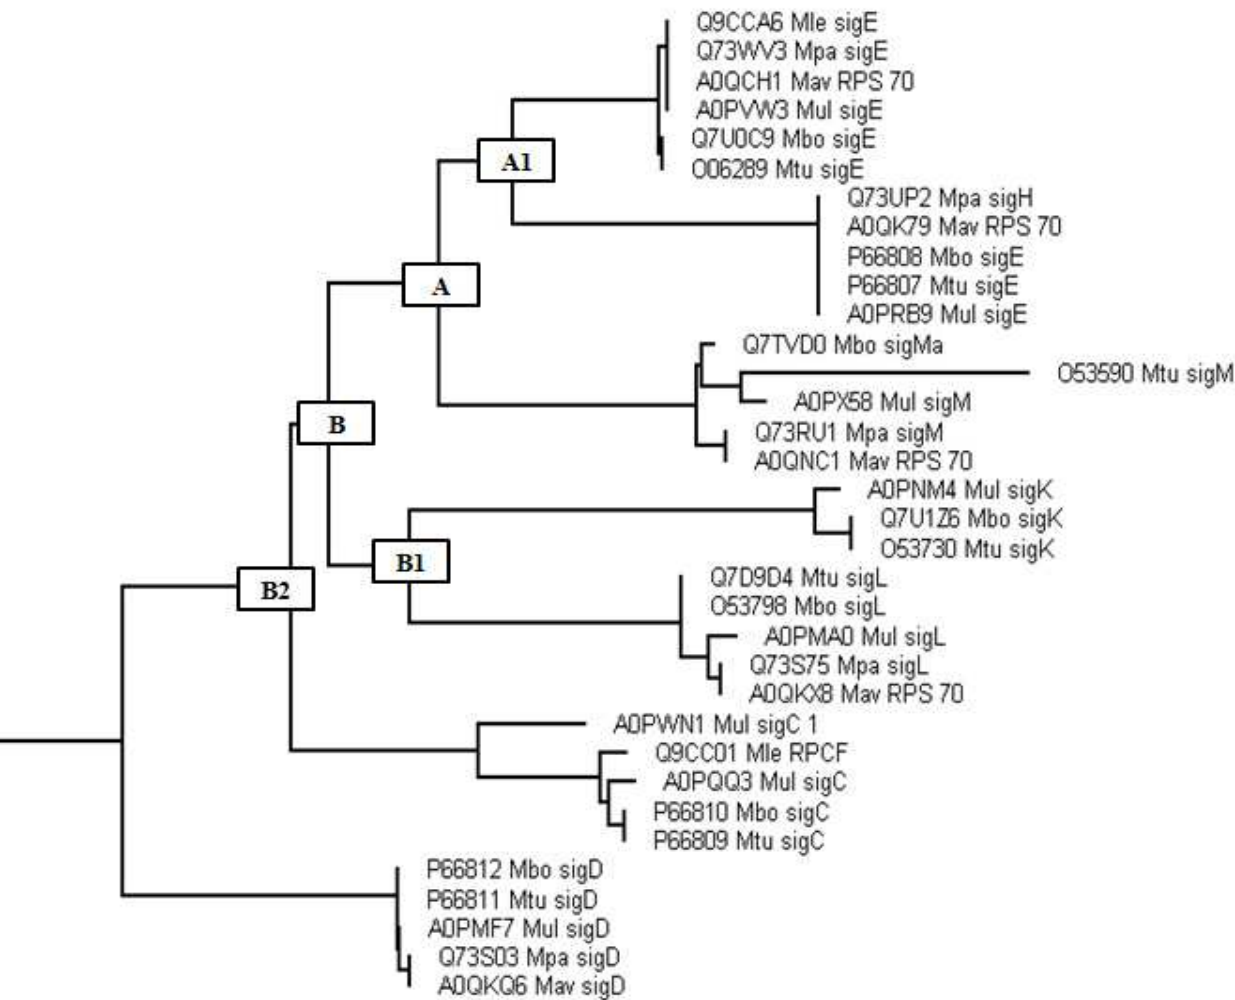 Q9CCA6 Mle sigE
Q73WV3 Mpa sigE
A0QCH1 Mav RPS 70
A0PVW3 Mul sigE
Q7U0C9 Mbo sigE
A1
O06289 Mtu sigE
Q73UP2 Mpa sigH
A0QK79 Mav RPS 70
P66808 Mbo sigE
A
P66807 Mtu sigE
A0PRB9 Mul sigE
Q7TVD0 Mbo sigMa
O53590 Mtu sigM
A0PX58 Mul sigM
B
Q73RU1 Mpa sigM
A0QNC1 Mav RPS 70
A0PNM4 Mul sigK
Q7U1Z6 Mbo sigK
O53730 Mtu sigK
B1
Q7D9D4 Mtu sigL
B2
O53798 Mbo sigL
A0PMA0 Mul sigL
Q73S75 Mpa sigL
A0QKX8 Mav RPS 70
A0PWN1 Mul sigC 1
Q9CC01 Mle RPCF
A0PQQ3 Mul sigC
P66810 Mbo sigC
P66809 Mtu sigC
P66812 Mbo sigD
P66811 Mtu sigD
A0PMF7 Mul sigD
Q73S03 Mpa sigD
A0QKQ6 Mav sigD